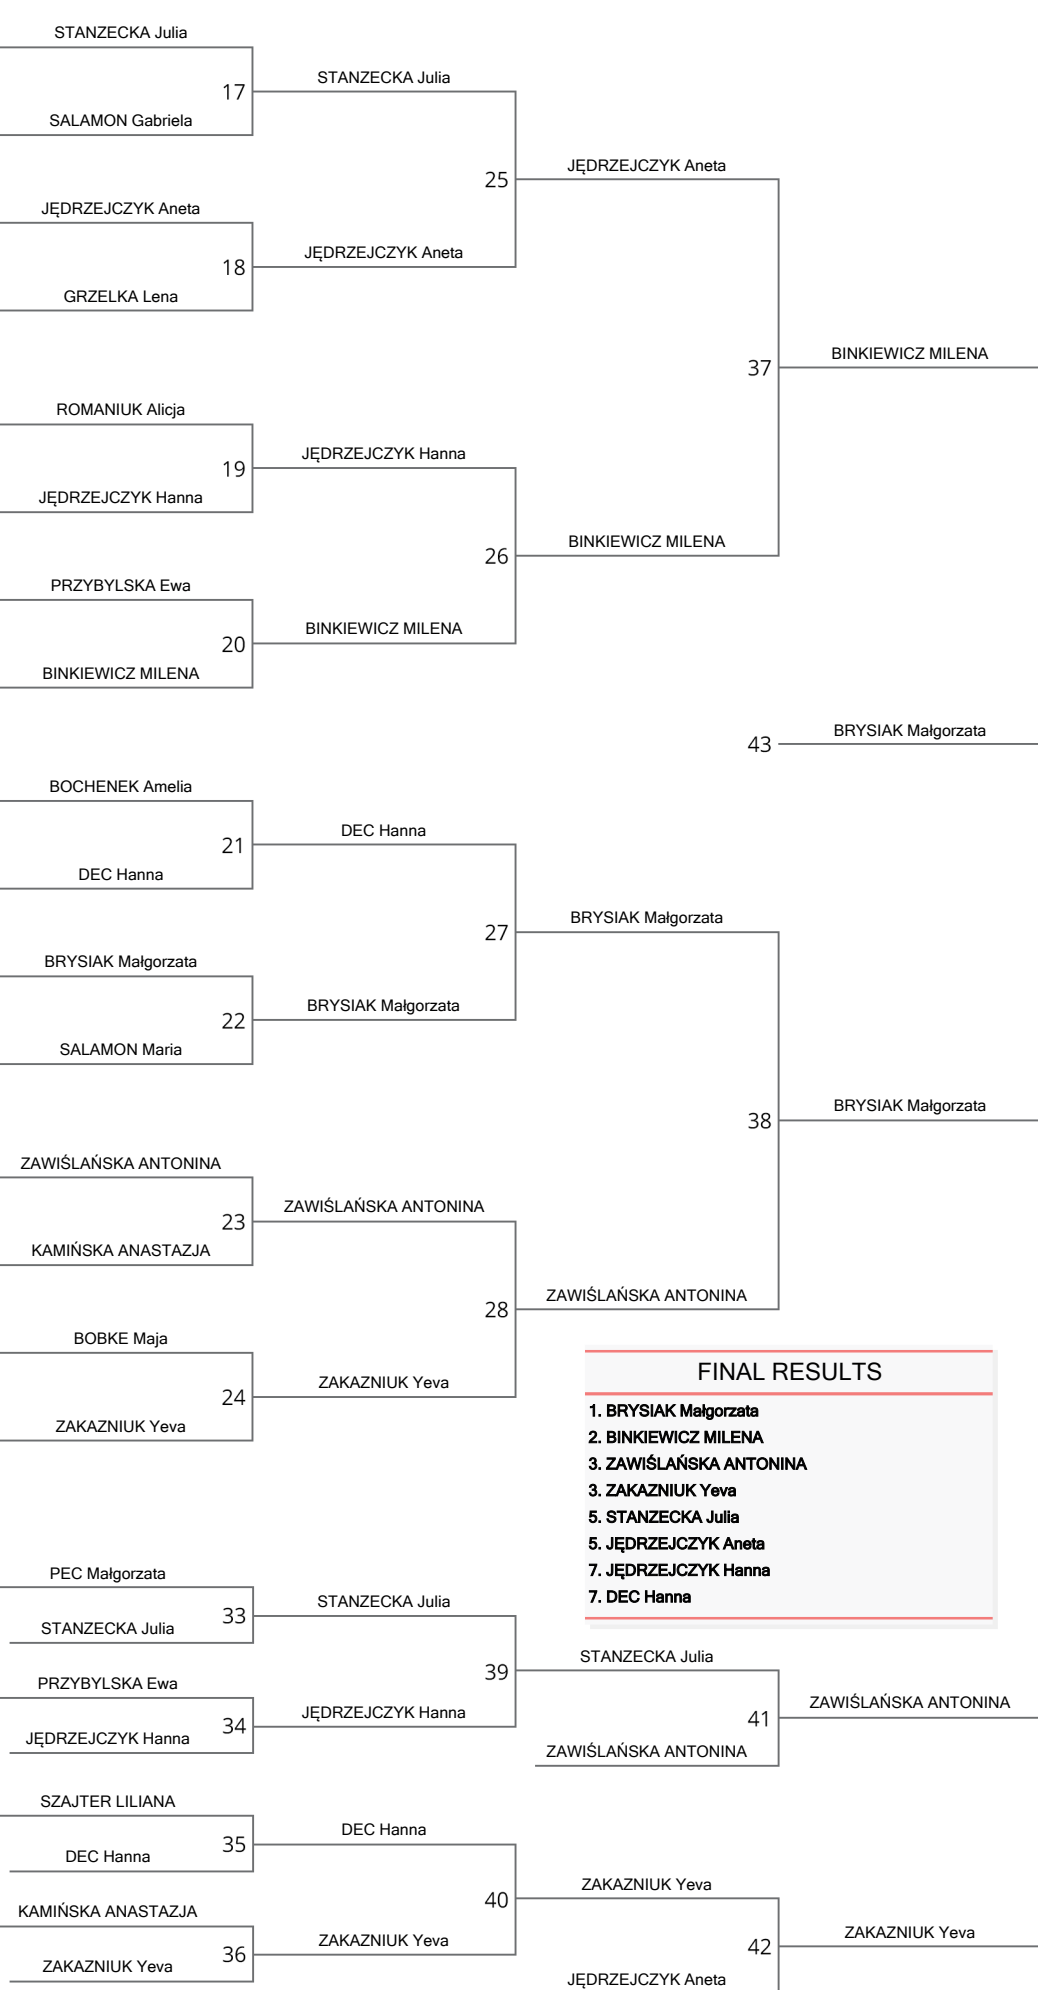 STANZECKA Julia
17
STANZECKA Julia
SALAMON Gabriela
25
JĘDRZEJCZYK Aneta
JĘDRZEJCZYK Aneta
18
JĘDRZEJCZYK Aneta
GRZELKA Lena
37
BINKIEWICZ MILENA
ROMANIUK Alicja
19
JĘDRZEJCZYK Hanna
JĘDRZEJCZYK Hanna
26
BINKIEWICZ MILENA
PRZYBYLSKA Ewa
20
BINKIEWICZ MILENA
BINKIEWICZ MILENA
43
BRYSIAK Małgorzata
BOCHENEK Amelia
21
DEC Hanna
DEC Hanna
27
BRYSIAK Małgorzata
BRYSIAK Małgorzata
22
BRYSIAK Małgorzata
SALAMON Maria
38
BRYSIAK Małgorzata
ZAWIŚLAŃSKA ANTONINA
23
ZAWIŚLAŃSKA ANTONINA
KAMIŃSKA ANASTAZJA
28
ZAWIŚLAŃSKA ANTONINA
BOBKE Maja
24
ZAKAZNIUK Yeva
ZAKAZNIUK Yeva
FINAL RESULTS
1. BRYSIAK Małgorzata
2. BINKIEWICZ MILENA
3. ZAWIŚLAŃSKA ANTONINA
3. ZAKAZNIUK Yeva
5. STANZECKA Julia
5. JĘDRZEJCZYK Aneta
7. JĘDRZEJCZYK Hanna
7. DEC Hanna
PEC Małgorzata
33
STANZECKA Julia
STANZECKA Julia
39
STANZECKA Julia
PRZYBYLSKA Ewa
34
JĘDRZEJCZYK Hanna
JĘDRZEJCZYK Hanna
41
ZAWIŚLAŃSKA ANTONINA
ZAWIŚLAŃSKA ANTONINA
SZAJTER LILIANA
35
DEC Hanna
DEC Hanna
40
ZAKAZNIUK Yeva
KAMIŃSKA ANASTAZJA
36
ZAKAZNIUK Yeva
ZAKAZNIUK Yeva
42
ZAKAZNIUK Yeva
JĘDRZEJCZYK Aneta